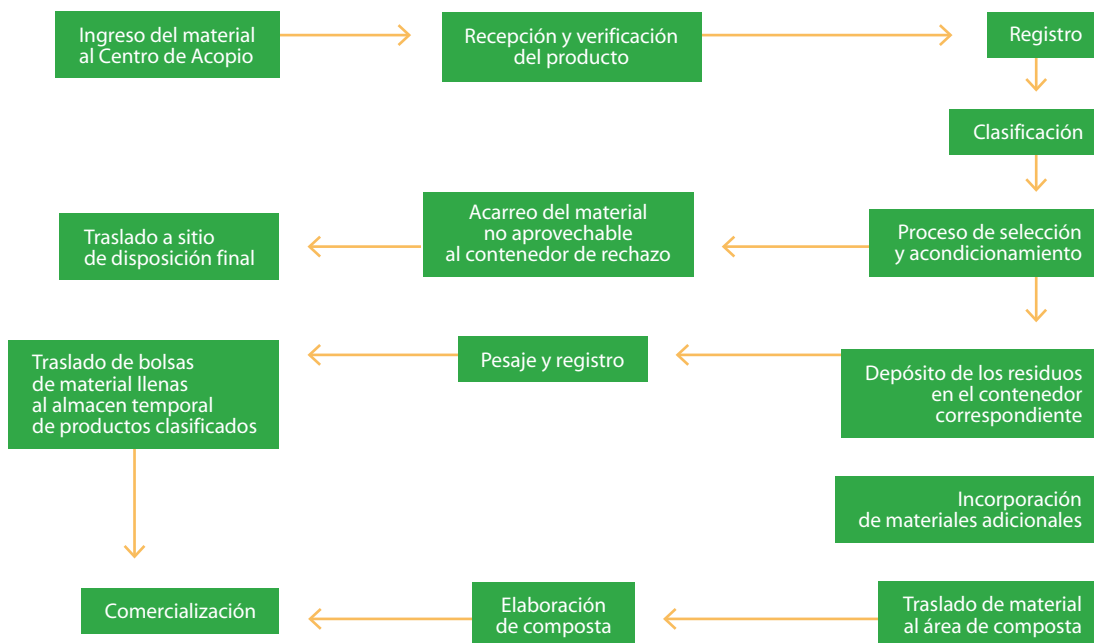 Ingreso del material
al Centro de Acopio
Recepción y verificación
del producto
Registro
Clasificación
Proceso de selección
y acondicionamiento
Acarreo del material
no aprovechable
al contenedor de rechazo
Traslado a sitio
de disposición final
Depósito de los residuos
en el contenedor
correspondiente
Pesaje y registro
Traslado de bolsas
de material llenas
al almacen temporal
de productos clasificados
Incorporación
de materiales adicionales
Traslado de material
al área de composta
Elaboración
de composta
Comercialización